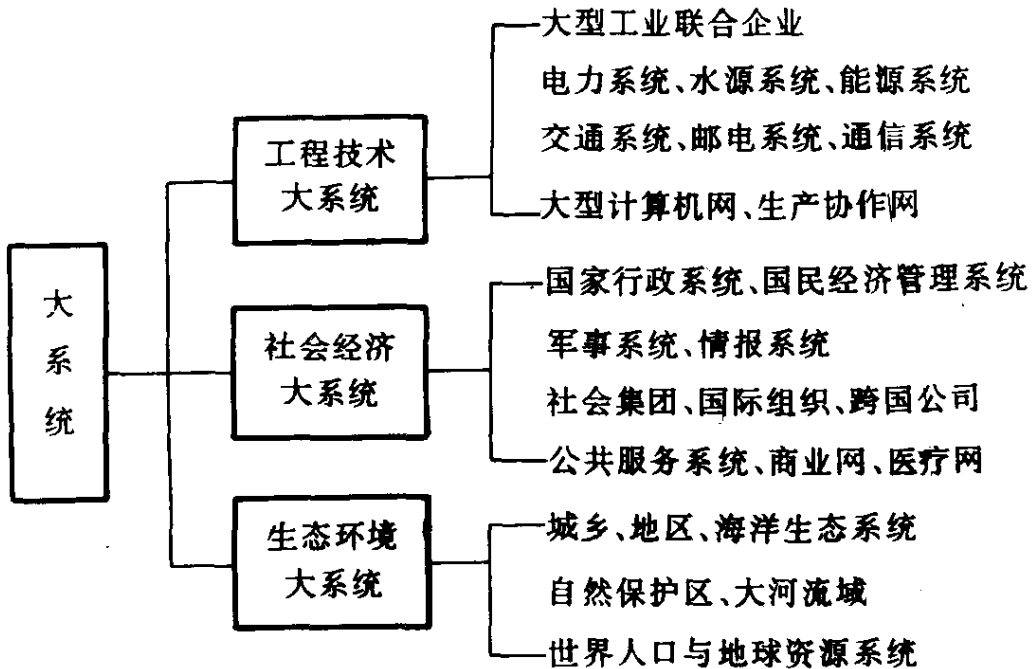 大系统
工程技术
大系统
大型工业联合企业
电力系统、水源系统、能源系统
交通系统、邮电系统、通信系统
大型计算机网、生产协作网
社会经济
大系统
国家行政系统、国民经济管理系统
军事系统、情报系统
社会集团、国际组织、跨国公司
公共服务系统、商业网、医疗网
生态环境
大系统
城乡、地区、海洋生态系统
自然保护区、大河流域
世界人口与地球资源系统